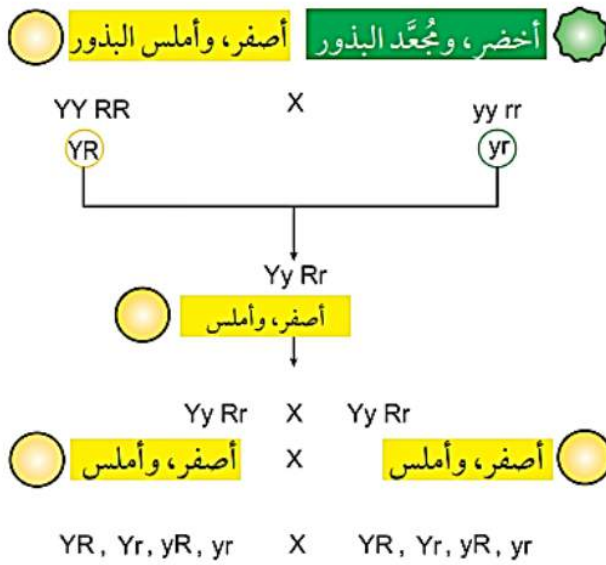 أصفر، وأملس البذور أخضر، ومُجعَّد البذور
YY RR X yy rr
YR yr
Yy Rr
أصفر، وأملس
Yy Rr X Yy Rr
أصفر، وأملس X أصفر، وأملس
YR, Yr, yR, yr X YR, Yr, yR, yr